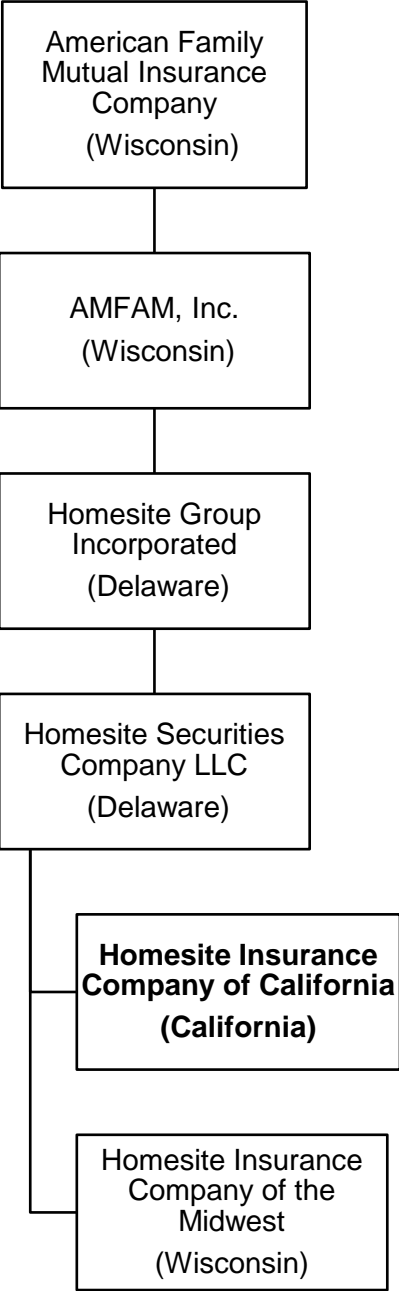 American Family
Mutual Insurance
Company
(Wisconsin)
AMFAM, Inc.
(Wisconsin)
Homesite Group
Incorporated
(Delaware)
Homesite Securities
Company LLC
(Delaware)
Homesite Insurance
Company of California
(California)
Homesite Insurance
Company of the
Midwest
(Wisconsin)